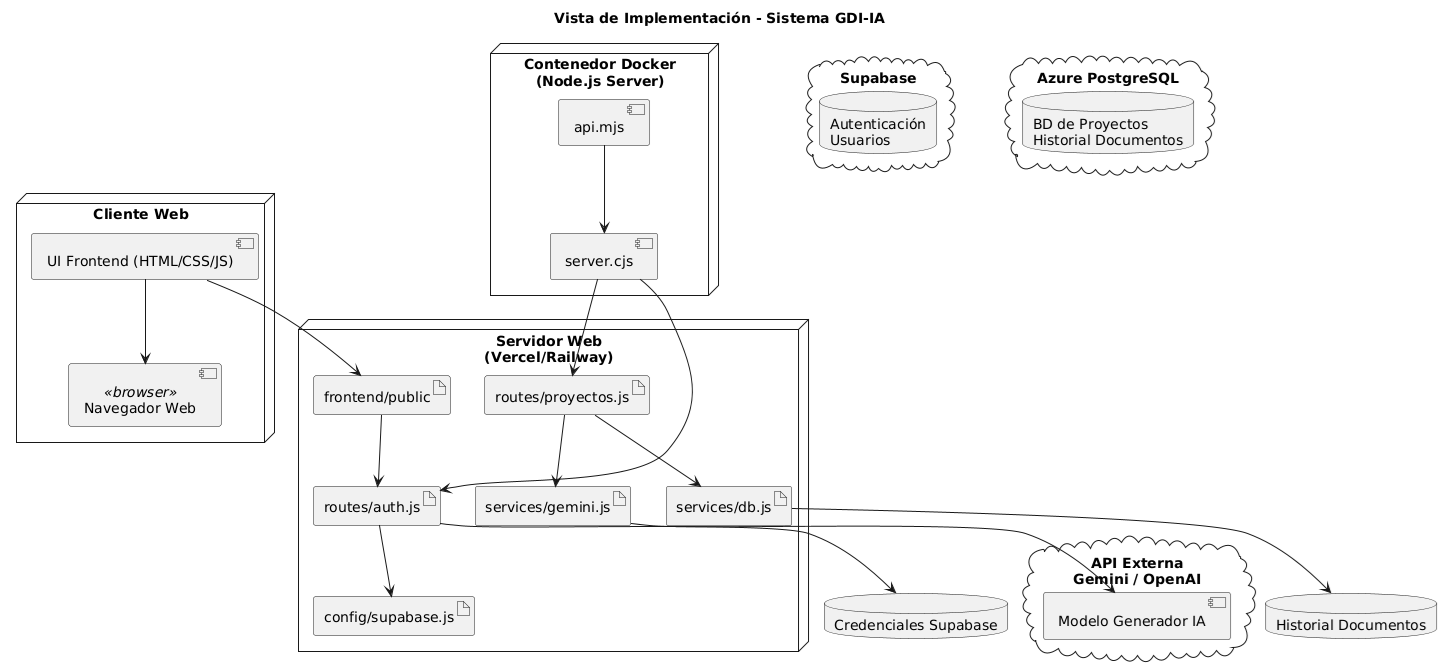 Vista de Implementación - Sistema GDI-IA
Contenedor Docker
(Node.js Server)
api.mjs
server.cjs
Supabase
Autenticación
Usuarios
Azure PostgreSQL
BD de Proyectos
Historial Documentos
Cliente Web
UI Frontend (HTML/CSS/JS)
«browser»
Navegador Web
Servidor Web
(Vercel/Railway)
frontend/public
routes/proyectos.js
routes/auth.js
services/gemini.js
services/db.js
config/supabase.js
Credenciales Supabase
API Externa
Gemini / OpenAI
Modelo Generador IA
Historial Documentos